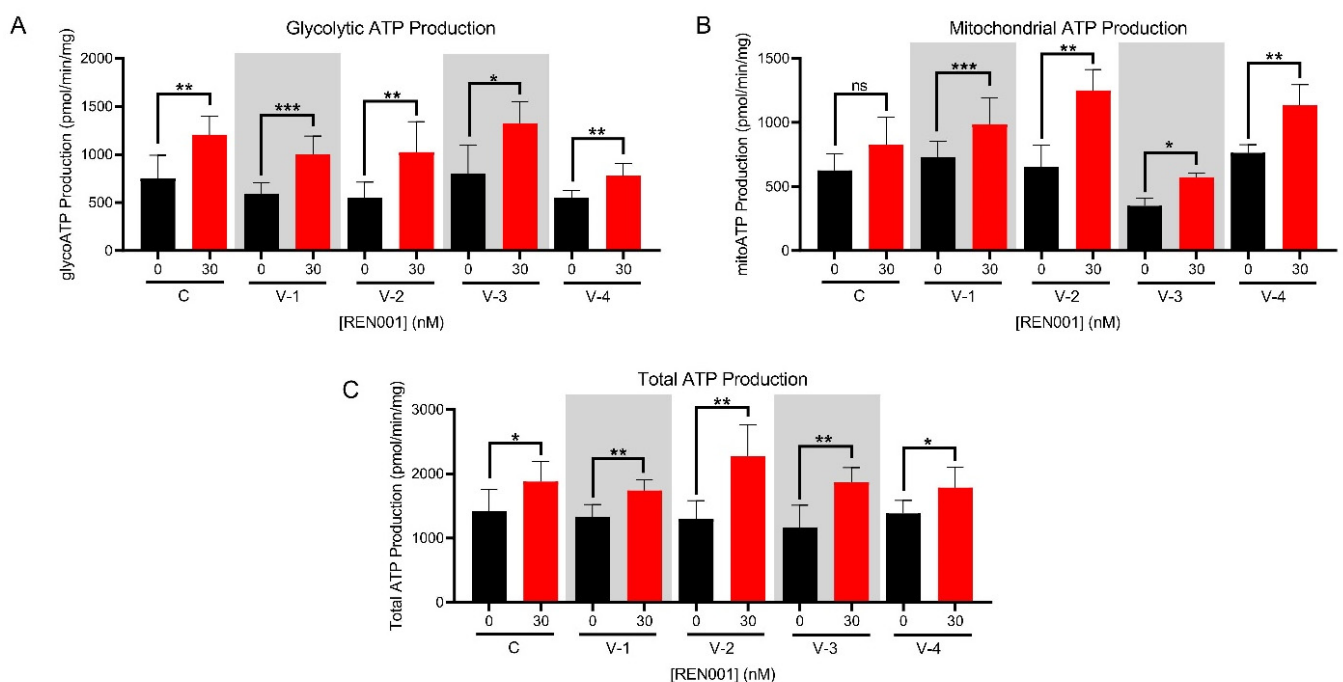 A
Glycolytic ATP Production
glycoATP Production (pmol/min/mg)
2000
1500
1000
500
0
** *** ** * **
0 30 0 30 0 30 0 30 0 30
C V-1 V-2 V-3 V-4
[REN001] (nM)
B
Mitochondrial ATP Production
mitoATP Production (pmol/min/mg)
1500
1000
500
0
ns *** ** * **
0 30 0 30 0 30 0 30 0 30
C V-1 V-2 V-3 V-4
[REN001] (nM)
C
Total ATP Production
Total ATP Production (pmol/min/mg)
3000
2000
1000
0
* ** ** ** *
0 30 0 30 0 30 0 30 0 30
C V-1 V-2 V-3 V-4
[REN001] (nM)